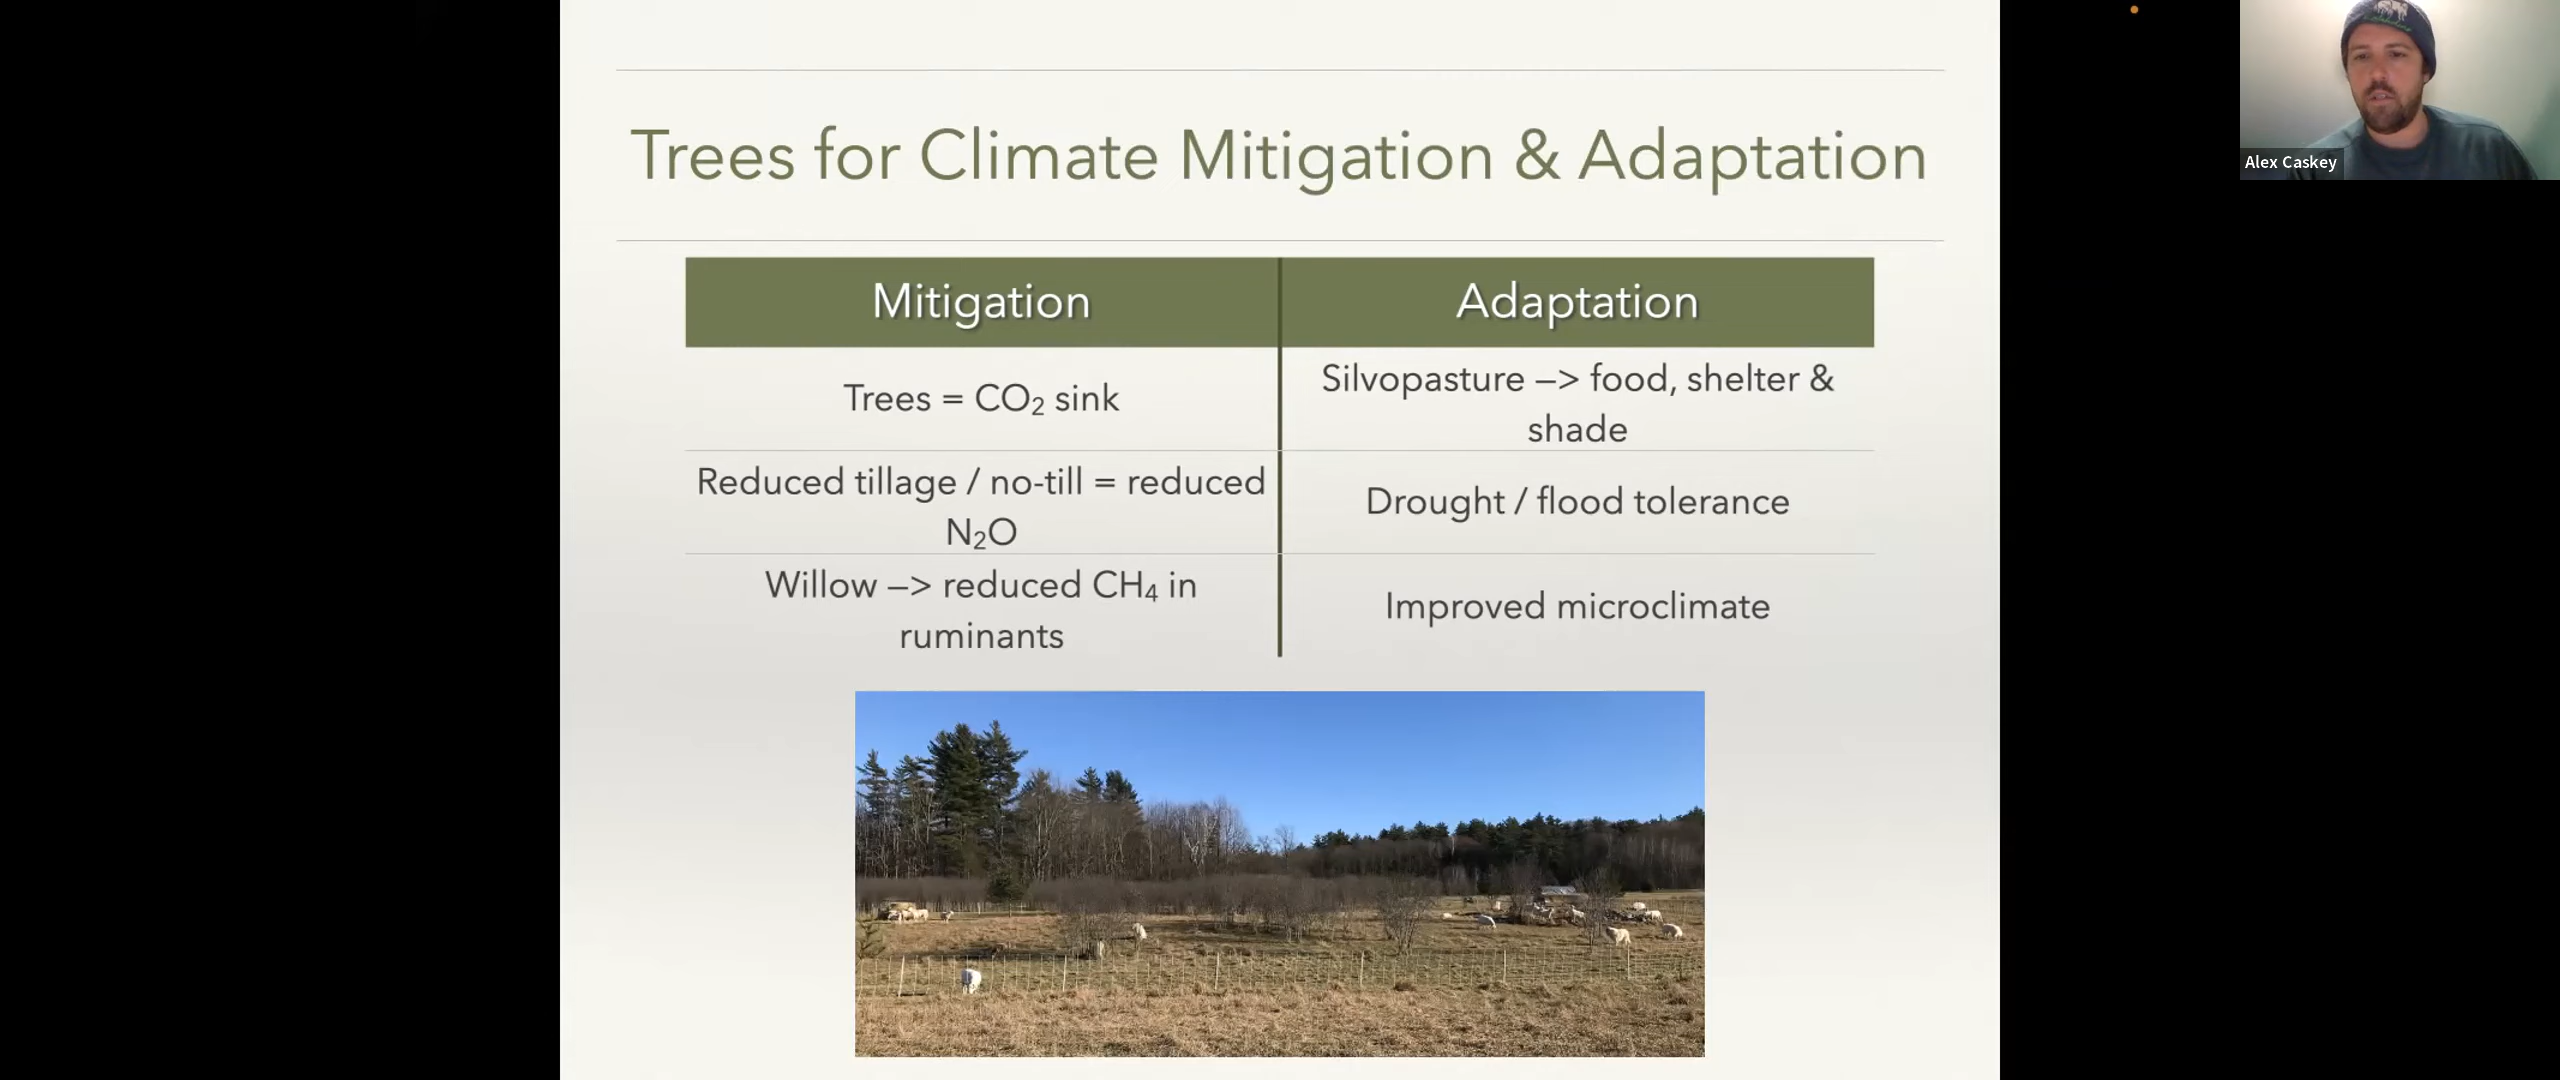 Trees for Climate Mitigation & Adaptation
Mitigation
Adaptation
Trees = CO₂ sink
Silvopasture –> food, shelter &
shade
Reduced tillage / no-till = reduced
N₂O
Drought / flood tolerance
Willow –> reduced CH₄ in
ruminants
Improved microclimate
Alex Caskey